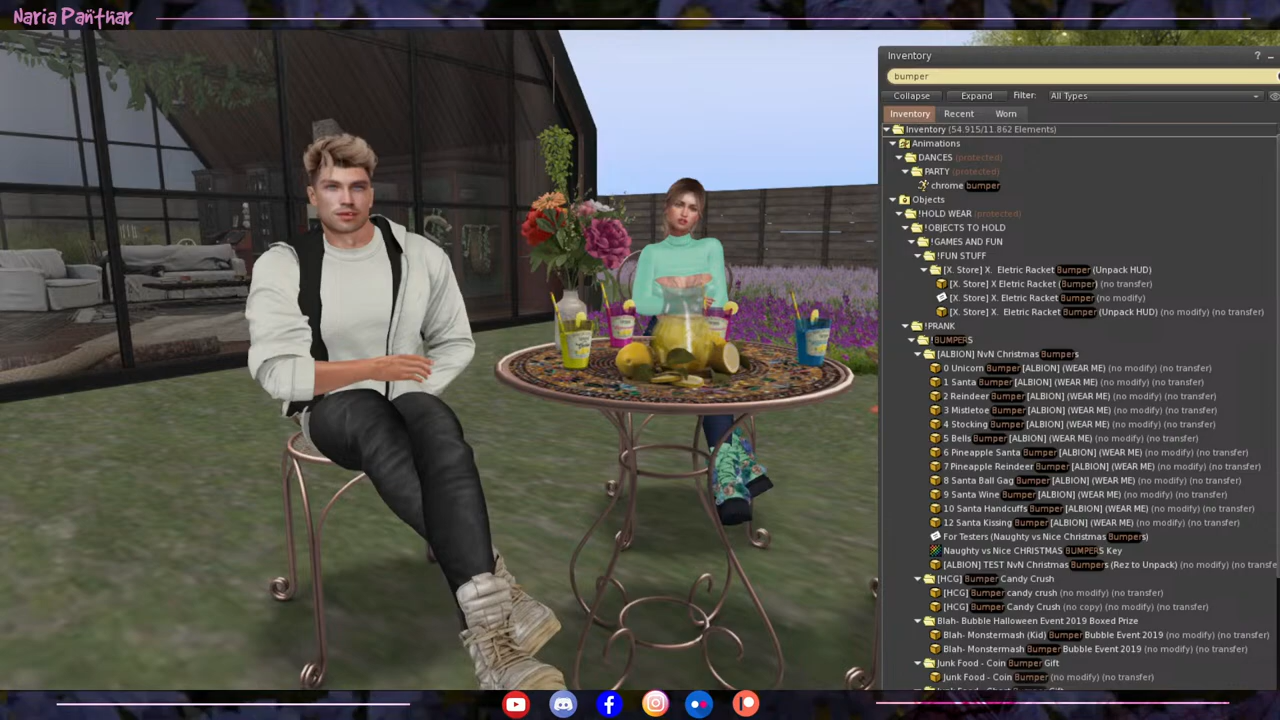 Naria Panthar
Inventory
? _
bumper
Collapse Expand Filter: All Types
Inventory Recent Worn
Inventory (54.915/11.862 Elements)
Animations
DANCES (protected)
PARTY (protected)
chrome bumper
Objects
!HOLD WEAR (protected)
!OBJECTS TO HOLD
!GAMES AND FUN
!FUN STUFF
[X. Store] X. Eletric Racket Bumper (Unpack HUD)
[X. Store] X Eletric Racket (Bumper) (no transfer)
[X. Store] X. Eletric Racket Bumper (no modify)
[X. Store] X. Eletric Racket Bumper (Unpack HUD) (no modify) (no transfer)
!PRANK
!BUMPERS
[ALBION] NvN Christmas Bumpers
0 Unicorn Bumper [ALBION] (WEAR ME) (no modify) (no transfer)
1 Santa Bumper [ALBION] (WEAR ME) (no modify) (no transfer)
2 Reindeer Bumper [ALBION] (WEAR ME) (no modify) (no transfer)
3 Mistletoe Bumper [ALBION] (WEAR ME) (no modify) (no transfer)
4 Stocking Bumper [ALBION] (WEAR ME) (no modify) (no transfer)
5 Bells Bumper [ALBION] (WEAR ME) (no modify) (no transfer)
6 Pineapple Santa Bumper [ALBION] (WEAR ME) (no modify) (no transfer)
7 Pineapple Reindeer Bumper [ALBION] (WEAR ME) (no modify) (no transfer)
8 Santa Ball Gag Bumper [ALBION] (WEAR ME) (no modify) (no transfer)
9 Santa Wine Bumper [ALBION] (WEAR ME) (no modify) (no transfer)
10 Santa Handcuffs Bumper [ALBION] (WEAR ME) (no modify) (no transfer)
12 Santa Kissing Bumper [ALBION] (WEAR ME) (no modify) (no transfer)
For Testers (Naughty vs Nice Christmas Bumpers)
Naughty vs Nice CHRISTMAS BUMPERS Key
[ALBION] TEST NvN Christmas Bumpers (Rez to Unpack) (no modify) (no transfe
[HCG] Bumper Candy Crush
[HCG] Bumper candy crush (no modify) (no transfer)
[HCG] Bumper Candy Crush (no copy) (no modify) (no transfer)
Blah- Bubble Halloween Event 2019 Boxed Prize
Blah- Monstermash (Kid) Bumper Bubble Event 2019 (no modify) (no transfer)
Blah- Monstermash Bumper Bubble Event 2019 (no modify) (no transfer)
Junk Food - Coin Bumper Gift
Junk Food - Coin Bumper (no modify) (no transfer)